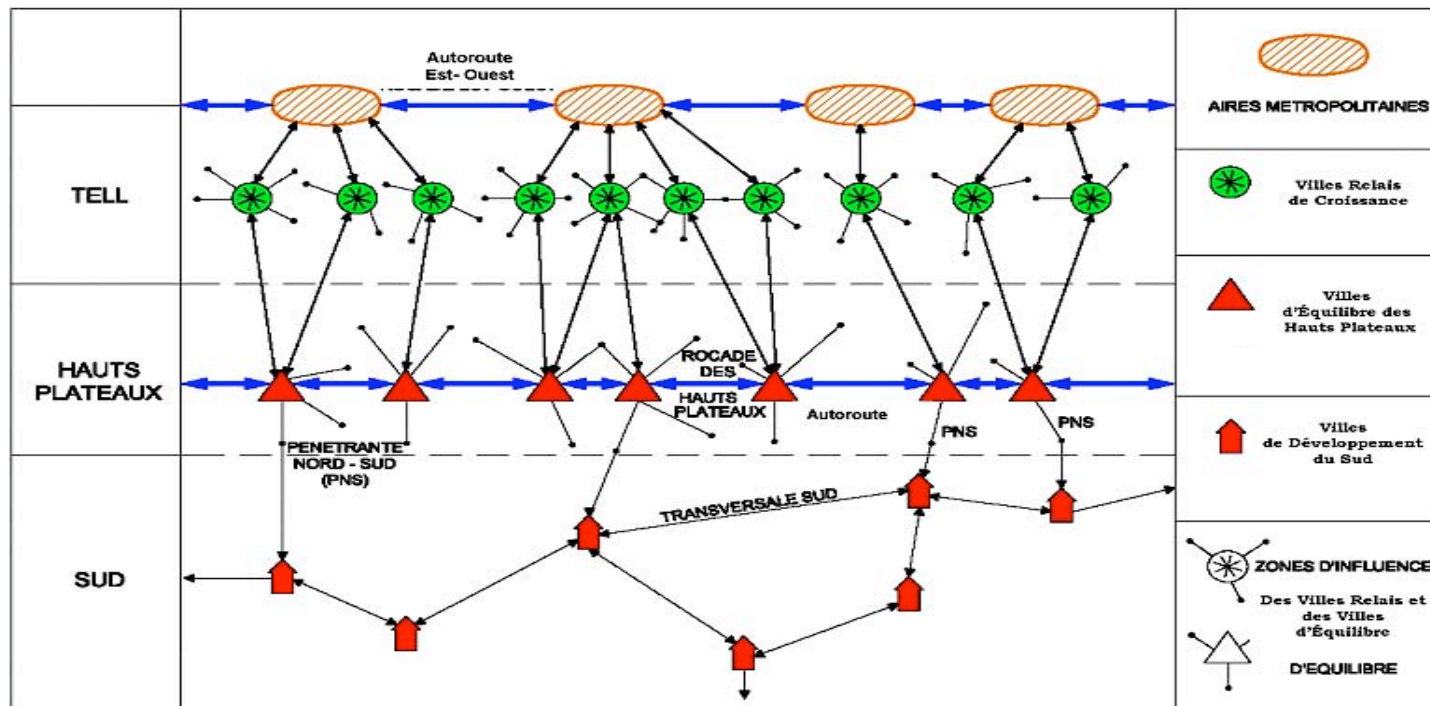 Autoroute
Est- Ouest
TELL
HAUTS
PLATEAUX
ROCADE
DES
HAUTS
PLATEAUX
Autoroute
PENETRANTE
NORD - SUD
(PNS)
PNS
PNS
SUD
TRANSVERSALE SUD
AIRES METROPOLITAINES
Villes Relais
de Croissance
Villes
d'Équilibre des
Hauts Plateaux
Villes
de Développement
du Sud
ZONES D'INFLUENCE
Des Villes Relais et
des Villes
d'Équilibre
D'EQUILIBRE